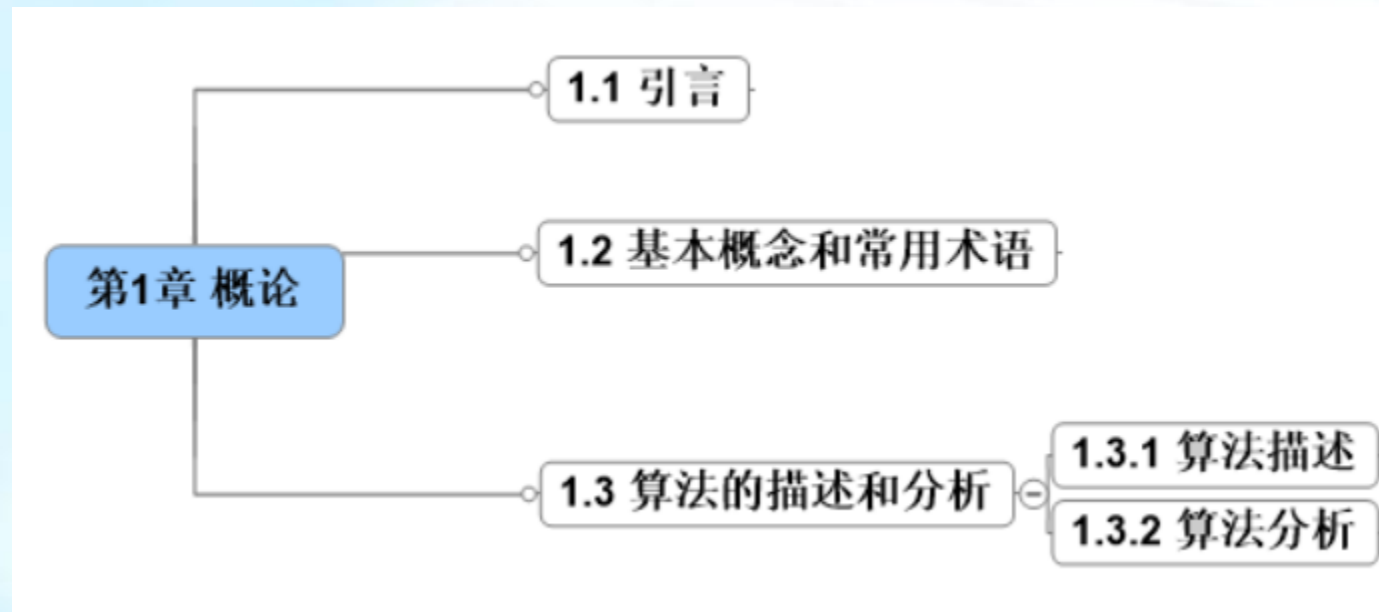 1.1 引言
1.2 基本概念和常用术语
第1章 概论
1.3 算法的描述和分析
1.3.1 算法描述
1.3.2 算法分析